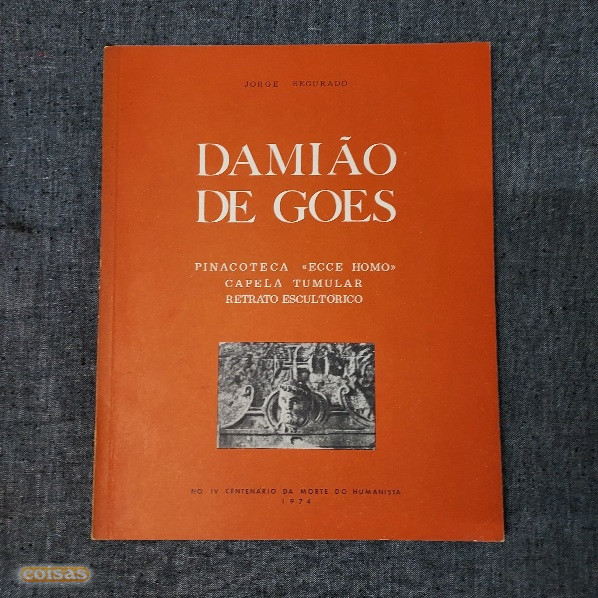 JORGE SEGURADO
DAMIÃO
DE GOES
PINACOTECA «ECCE HOMO»
CAPELA TUMULAR
RETRATO ESCULTORICO
NO IV CENTENÁRIO DA MORTE DO HUMANISTA
1974
coisas